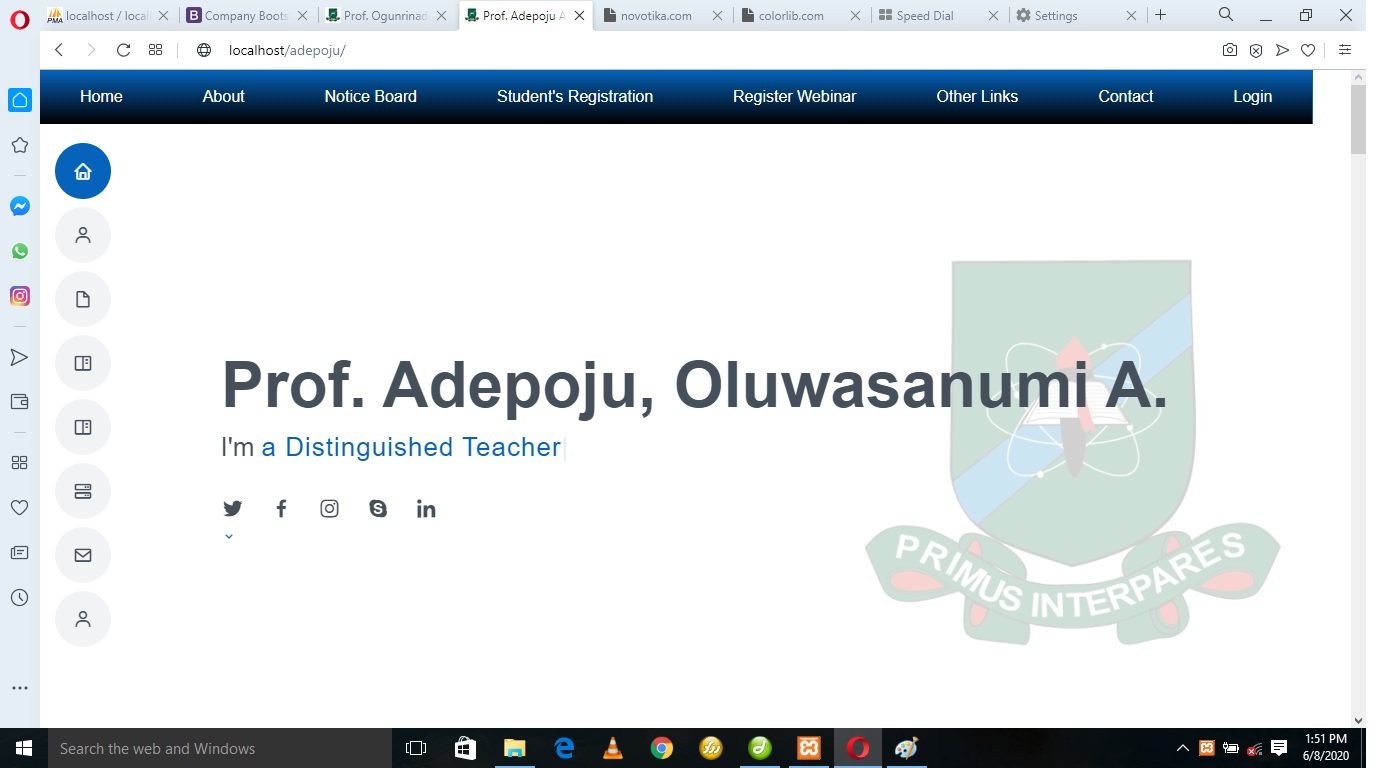 localhost / local
Company Boots
Prof. Ogunrinad
Prof. Adepoju A
novotika.com
colorlib.com
Speed Dial
Settings
localhost/adepoju/
Home About Notice Board Student's Registration Register Webinar Other Links Contact Login
Prof. Adepoju, Oluwasanumi A.
I'm a Distinguished Teacher
PRIMUS INTERPARES
Search the web and Windows
1:51 PM
6/8/2020